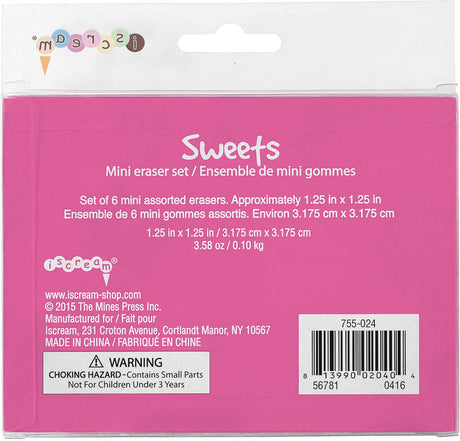 iscream
Sweets
Mini eraser set / Ensemble de mini gommes
Set of 6 mini assorted erasers. Approximately 1.25 in x 1.25 in
Ensemble de 6 mini gommes assortis. Environ 3.175 cm x 3.175 cm
1.25 in x 1.25 in / 3.175 cm x 3.175 cm
3.58 oz / 0.10 kg
iscream®
www.iscream-shop.com
© 2015 The Mines Press Inc.
Manufactured for / Fait pour
Iscream, 231 Croton Avenue, Cortlandt Manor, NY 10567
MADE IN CHINA / FABRIQUÉ EN CHINE
⚠ WARNING
CHOKING HAZARD–Contains Small Parts
Not For Children Under 3 Years
755-024
8 13990 02040 4
56781 0416